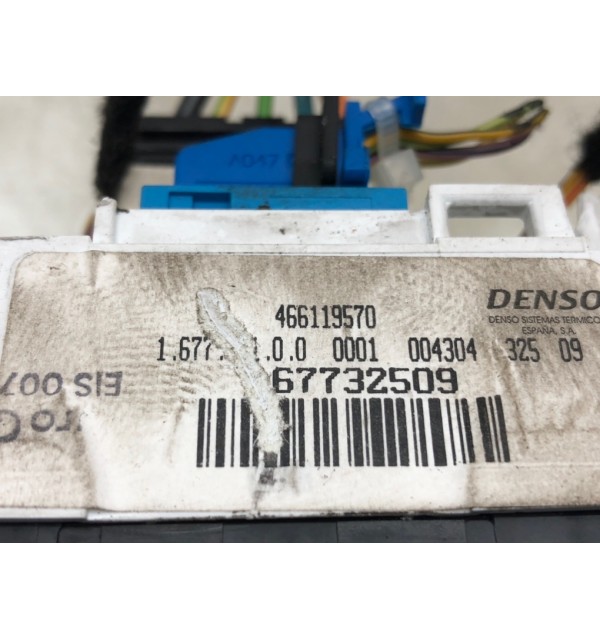 466119570
DENSO
DENSO SISTEMAS TERMICOS
ESPAÑA, S.A.
1.677. .0.0 0001 004304 325 09
67732509
EIS 007